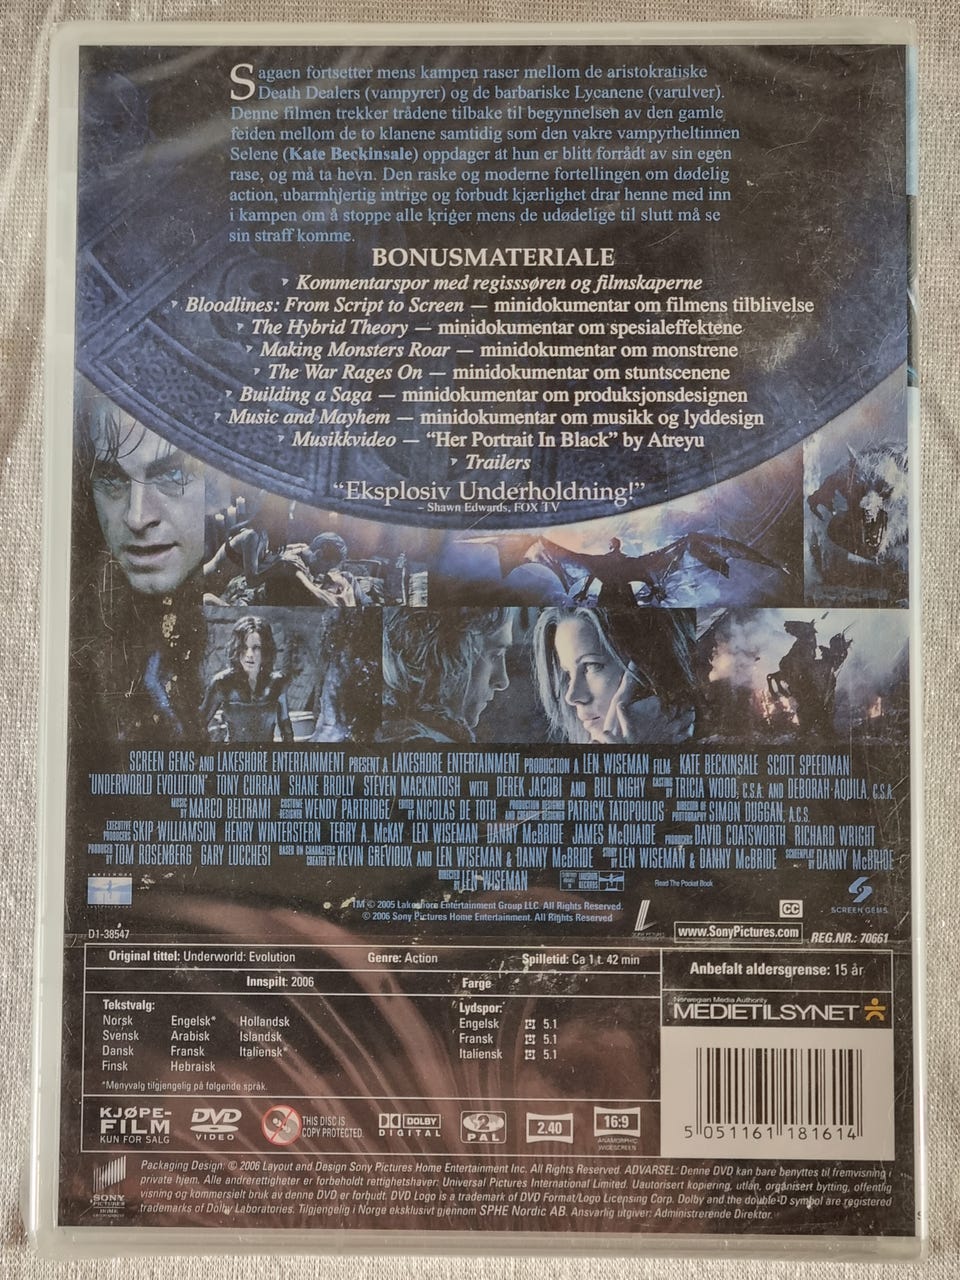 Sagaen fortsetter mens kampen raser mellom de aristokratiske
Death Dealers (vampyrer) og de barbariske Lycanene (varulver).
Denne filmen trekker trådene tilbake til begynnelsen av den gamle
feiden mellom de to klanene samtidig som den vakre vampyrheltinnen
Selene (Kate Beckinsale) oppdager at hun er blitt forrådt av sin egen
rase, og må ta hevn. Den raske og moderne fortellingen om dødelig
action, ubarmhjertig intrige og forbudt kjærlighet drar henne med inn
i kampen om å stoppe alle kriger mens de udødelige til slutt må se
sin straff komme.
BONUSMATERIALE
Kommentarspor med regisssøren og filmskaperne
Bloodlines: From Script to Screen — minidokumentar om filmens tilblivelse
The Hybrid Theory — minidokumentar om spesialeffektene
Making Monsters Roar — minidokumentar om monstrene
The War Rages On — minidokumentar om stuntscenene
Building a Saga — minidokumentar om produksjonsdesignen
Music and Mayhem — minidokumentar om musikk og lyddesign
Musikkvideo — “Her Portrait In Black” by Atreyu
Trailers
“Eksplosiv Underholdning!”
– Shawn Edwards, FOX TV
SCREEN GEMS AND LAKESHORE ENTERTAINMENT PRESENT A LAKESHORE ENTERTAINMENT PRODUCTION A LEN WISEMAN FILM KATE BECKINSALE SCOTT SPEEDMAN
"UNDERWORLD EVOLUTION" TONY CURRAN SHANE BROLLY STEVEN MACKINTOSH WITH DEREK JACOBI AND BILL NIGHY CASTING BY TRICIA WOOD, C.S.A. AND DEBORAH AQUILA, C.S.A.
MUSIC BY MARCO BELTRAMI COSTUME DESIGNER WENDY PARTRIDGE EDITED BY NICOLAS DE TOTH PRODUCTION DESIGNER PATRICK TATOPOULOS DIRECTOR OF PHOTOGRAPHY SIMON DUGGAN, A.C.S.
EXECUTIVE PRODUCERS SKIP WILLIAMSON HENRY WINTERSTERN TERRY A. McKAY LEN WISEMAN DANNY McBRIDE JAMES McQUAIDE PRODUCED BY DAVID COATSWORTH RICHARD WRIGHT
PRODUCED BY TOM ROSENBERG GARY LUCCHESI BASED ON CHARACTERS CREATED BY KEVIN GREVIOUX AND LEN WISEMAN & DANNY McBRIDE STORY BY LEN WISEMAN & DANNY McBRIDE SCREENPLAY BY DANNY McBRIDE
DIRECTED BY LEN WISEMAN
LAKESHORE RECORDS
Read The Pocket Book
TM © 2005 Lakeshore Entertainment Group LLC. All Rights Reserved.
© 2006 Sony Pictures Home Entertainment. All Rights Reserved
CC
SCREEN GEMS
D1-38547
www.SonyPictures.com
REG.NR.: 70661
Original tittel: Underworld: Evolution Genre: Action Spilletid: Ca 1 t. 42 min
Innspilt: 2006 Farge
Anbefalt aldersgrense: 15 år
Norwegian Media Authority
MEDIETILSYNET
Tekstvalg:
Norsk Engelsk* Hollandsk
Svensk Arabisk Islandsk
Dansk Fransk Italiensk*
Finsk Hebraisk
*Menyvalg tilgjengelig på følgende språk.
Lydspor:
Engelsk 5.1
Fransk 5.1
Italiensk 5.1
KJØPE-
FILM
KUN FOR SALG
DVD
VIDEO
THIS DISC IS
COPY PROTECTED.
DOLBY
DIGITAL
2
PAL
2.40
16:9
ANAMORPHIC
WIDESCREEN
5 051161 181614
SONY
PICTURES
HOME
ENTERTAINMENT
Packaging Design: © 2006 Layout and Design Sony Pictures Home Entertainment Inc. All Rights Reserved. ADVARSEL: Denne DVD kan bare benyttes til fremvisning i
private hjem. Alle andrerettigheter er forbeholdt rettighetshaver: Universal Pictures International Limited. Uautorisert kopiering, utlån, organisert bytting, offentlig
visning og kommersielt bruk av denne DVD er forbudt. DVD Logo is a trademark of DVD Format/Logo Licensing Corp. Dolby and the double-D symbol are registered
trademarks of Dolby Laboratories. Tilgjengelig i Norge eksklusivt gjennom SPHE Nordic AB. Ansvarlig utgiver: Administrerende Direktør.